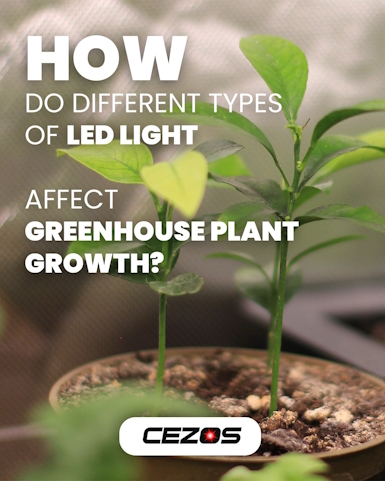 HOW
DO DIFFERENT TYPES
OF LED LIGHT
AFFECT
GREENHOUSE PLANT
GROWTH?
CEZOS